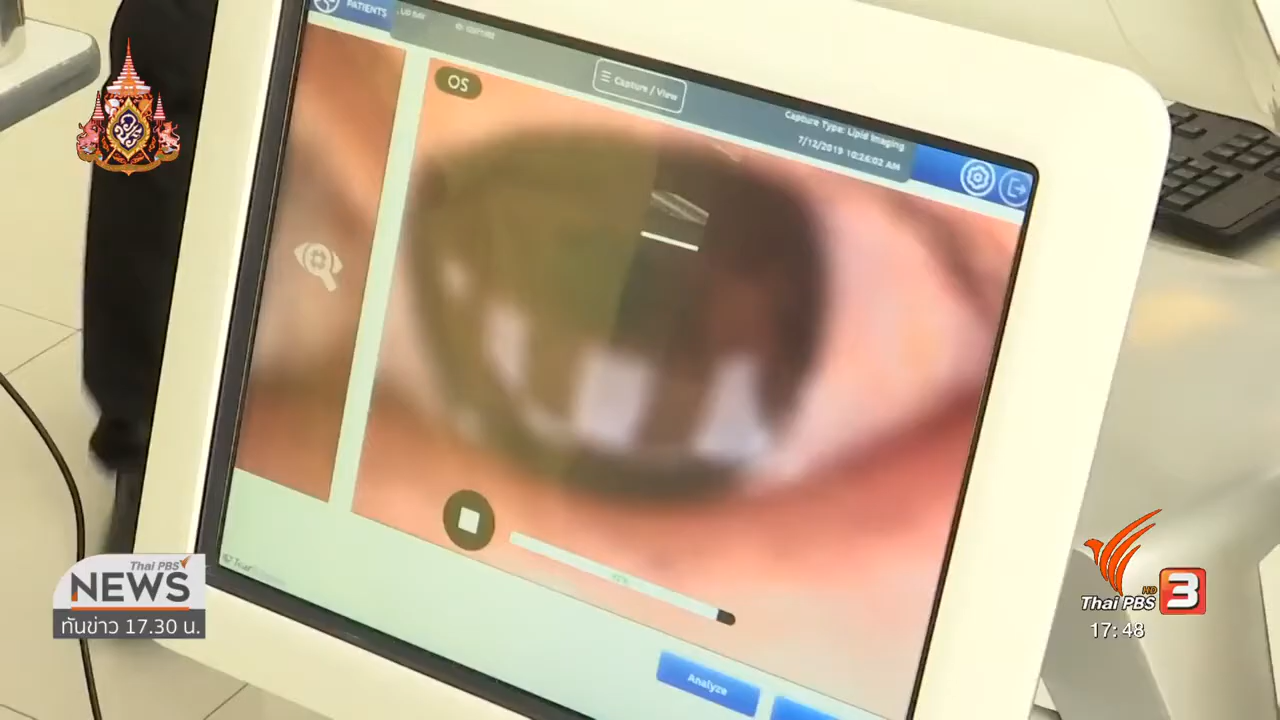 PATIENTS
OS
Capture / View
Capture Type: Lipid Imaging
7/12/2019 10:26:02 AM
Analyze
Thai PBS
NEWS
ทันข่าว 17.30 น.
Thai PBS HD 3
17:48